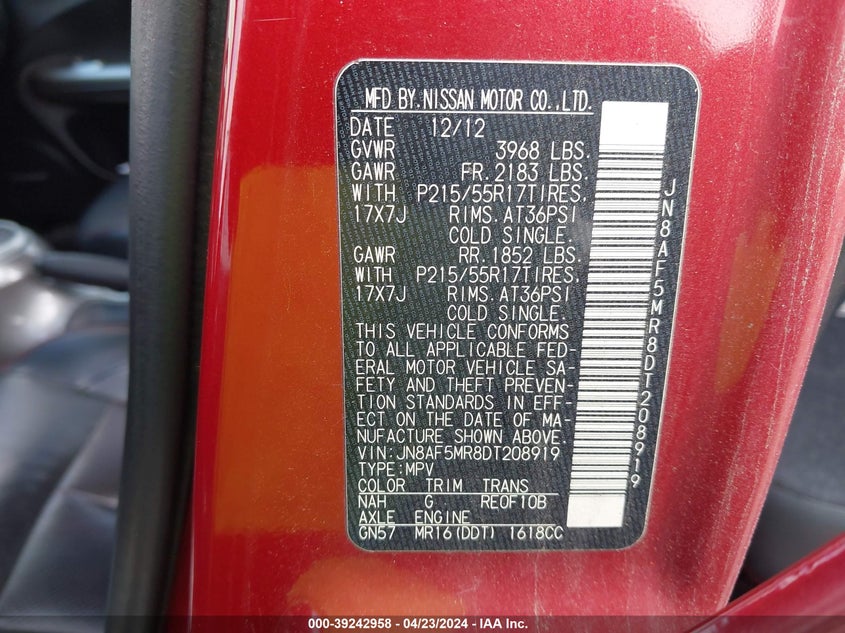 MFD BY.NISSAN MOTOR CO.,LTD.
DATE 12/12
GVWR 3968 LBS.
GAWR FR.2183 LBS.
WITH P215/55R17TIRES,
17X7J RIMS.AT36PSI
COLD SINGLE.
GAWR RR.1852 LBS.
WITH P215/55R17TIRES,
17X7J RIMS.AT36PSI
COLD SINGLE.
THIS VEHICLE CONFORMS
TO ALL APPLICABLE FED-
ERAL MOTOR VEHICLE SA-
FETY AND THEFT PREVEN-
TION STANDARDS IN EFF-
ECT ON THE DATE OF MA-
NUFACTURE SHOWN ABOVE.
VIN:JN8AF5MR8DT208919
TYPE:MPV
COLOR TRIM TRANS
NAH G RE0F10B
AXLE ENGINE
GN57 MR16(DDT) 1618CC
JN8AF5MR8DT208919
000-39242958 - 04/23/2024 - IAA Inc.